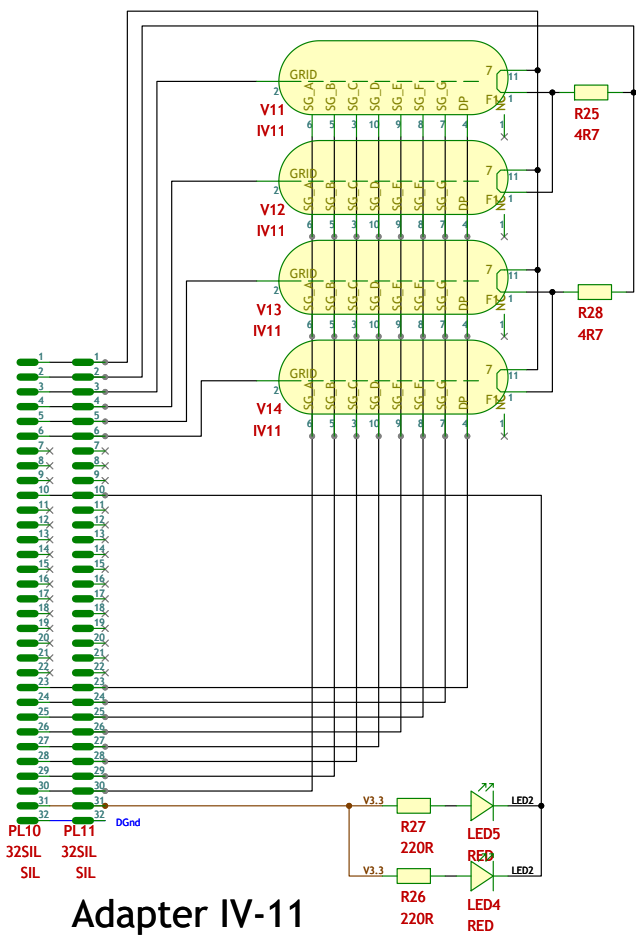 GRID
7
11
2
F1
1
V11
IV11
SG_A
SG_B
SG_C
SG_D
SG_E
SG_F
SG_G
DP
6
5
3
10
9
8
7
4
1
R25
4R7
7
11
2
F1
1
V12
IV11
SG_A
SG_B
SG_C
SG_D
SG_E
SG_F
SG_G
DP
6
5
3
10
9
8
7
4
1
GRID
7
11
2
F1
1
V13
IV11
SG_A
SG_B
SG_C
SG_D
SG_E
SG_F
SG_G
DP
6
5
3
10
9
8
7
4
1
R28
4R7
GRID
7
11
2
F1
1
V14
IV11
SG_A
SG_B
SG_C
SG_D
SG_E
SG_F
SG_G
DP
6
5
3
10
9
8
7
4
1
1 1
2 2
3 3
4 4
5 5
6 6
7 7
8 8
9 9
10 10
11 11
12 12
13 13
14 14
15 15
16 16
17 17
18 18
19 19
20 20
21 21
22 22
23 23
24 24
25 25
26 26
27 27
28 28
29 29
30 30
31 31
32 32
DGnd
PL10 PL11
32SIL 32SIL
SIL SIL
V3.3
R27
220R
LED2
LED5
RED
V3.3
R26
220R
LED2
LED4
RED
Adapter IV-11